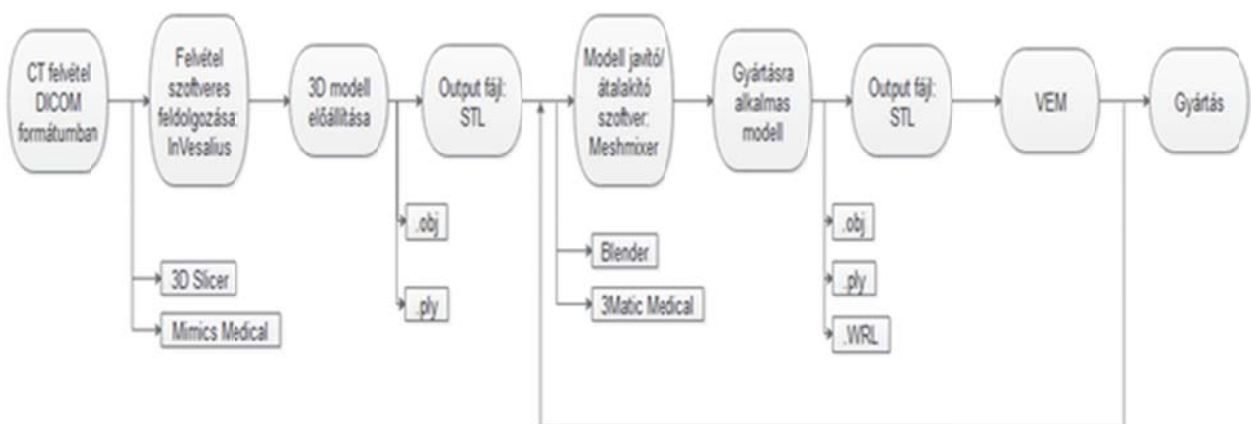 CT felvétel
DICOM
formátumban
Felvétel
szoftveres
feldolgozása:
InVesalius
3D modell
előállítása
Output fájl:
STL
Modell javító/
átalakító
szoftver:
Meshmixer
Gyártásra
alkalmas
modell
Output fájl:
STL
VEM
Gyártás
3D Slicer
Mimics Medical
.obj
.ply
Blender
3Matic Medical
.obj
.ply
.WRL